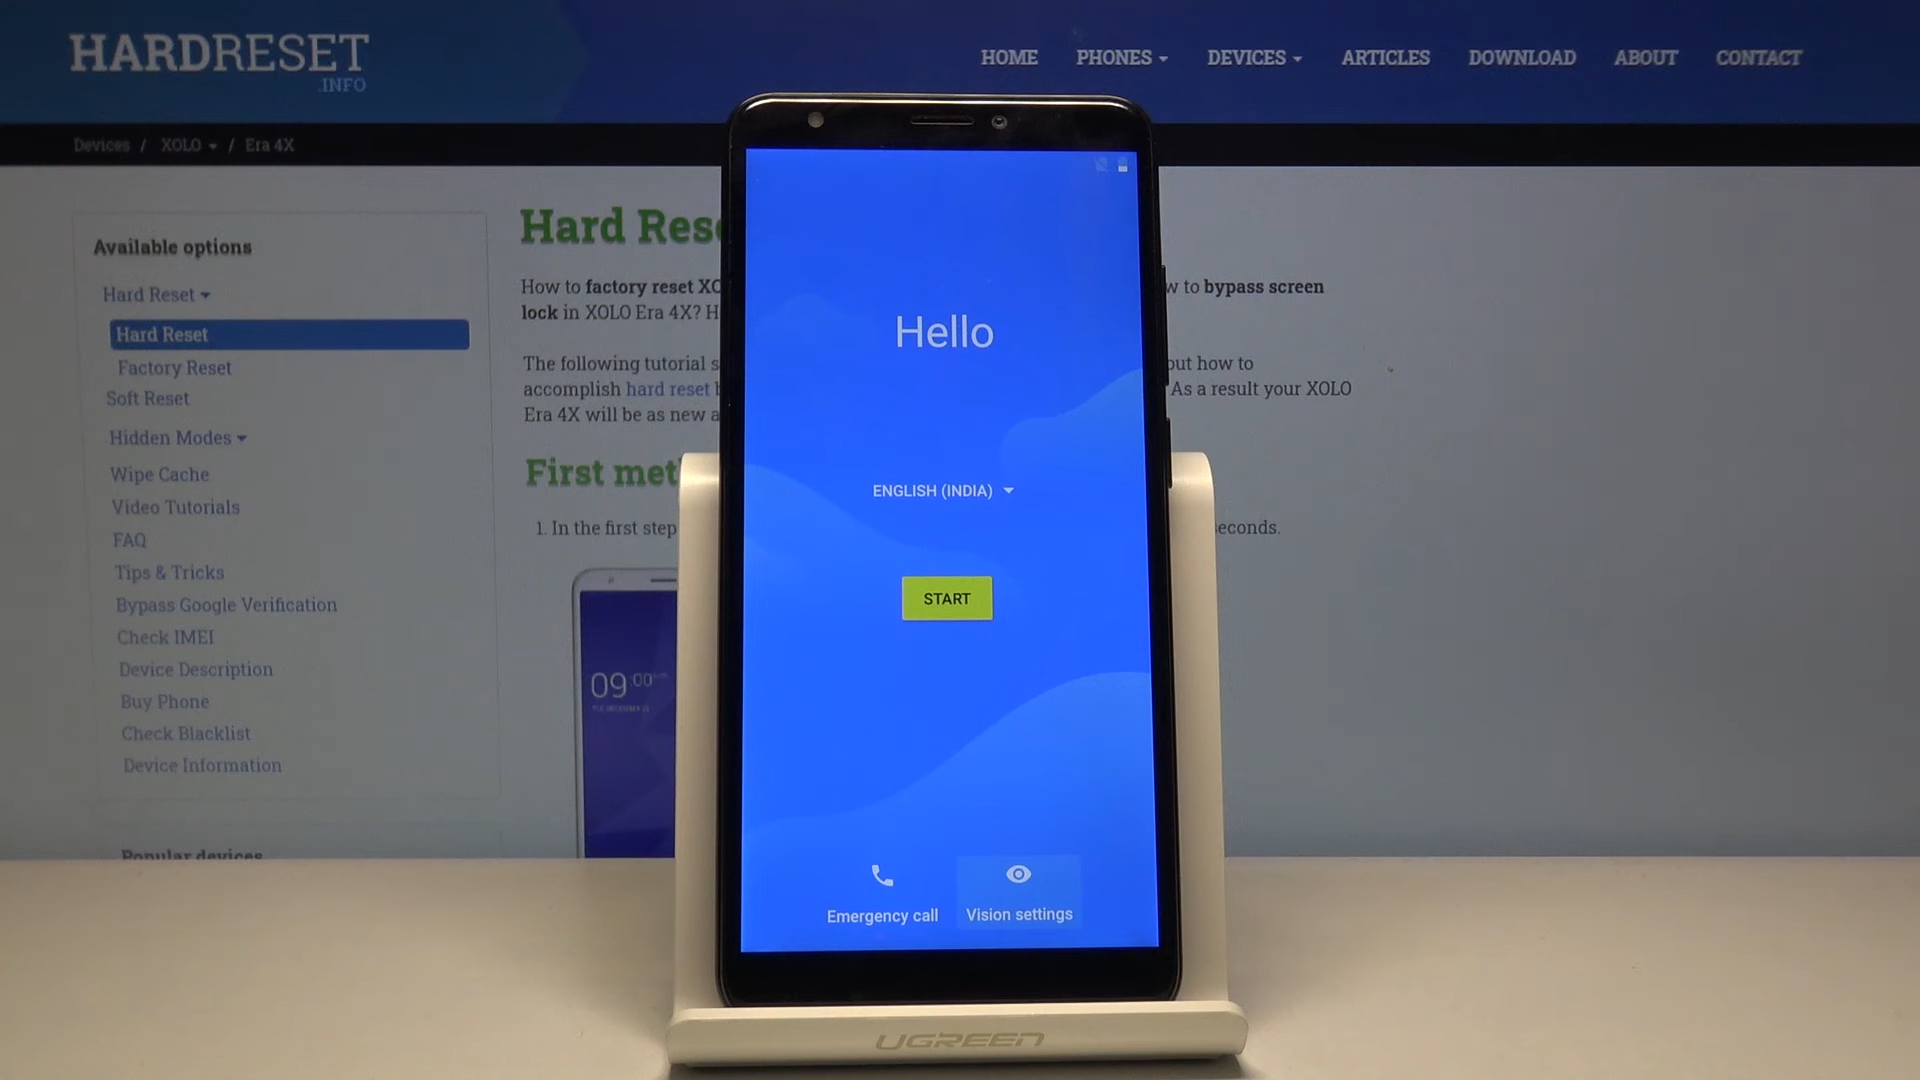 HARDRESET
.INFO
HOME PHONES DEVICES ARTICLES DOWNLOAD ABOUT CONTACT
Devices / XOLO / Era 4X
Available options
Hard Reset
Hard Reset
Factory Reset
Soft Reset
Hidden Modes
Wipe Cache
Video Tutorials
FAQ
Tips & Tricks
Bypass Google Verification
Check IMEI
Device Description
Buy Phone
Check Blacklist
Device Information
Popular devices
Hard Res
How to factory reset XO w to bypass screen
lock in XOLO Era 4X? H
The following tutorial s out how to
accomplish hard reset b As a result your XOLO
Era 4X will be as new a
First met
1. In the first step econds.
09:00
Hello
ENGLISH (INDIA)
START
Emergency call
Vision settings
UGREEN